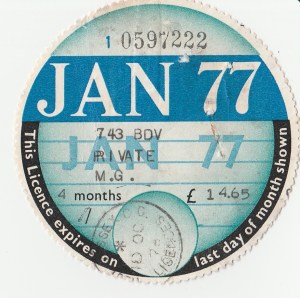 1 0597222
JAN 77
743 BDV
JAN 77
PRIVATE
M.G.
4 months £ 14.65
This Licence expires on last day of month shown